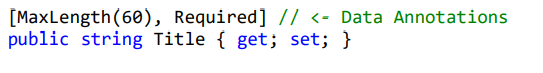 [MaxLength(60), Required] // <- Data Annotations
public string Title { get; set; }